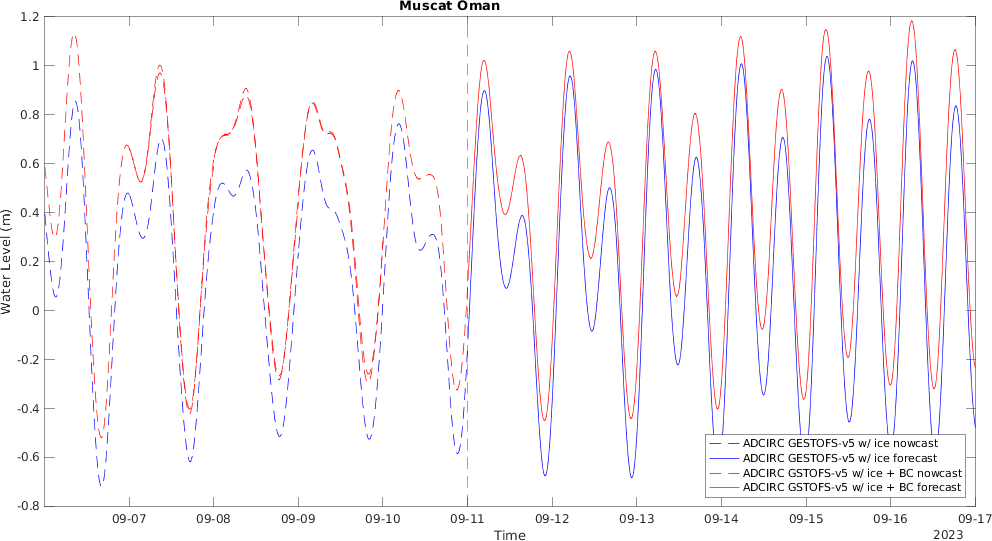 Muscat Oman
1.2
1
0.8
0.6
0.4
0.2
0
-0.2
-0.4
-0.6
-0.8
Water Level (m)
ADCIRC GESTOFS-v5 w/ ice nowcast
ADCIRC GESTOFS-v5 w/ ice forecast
ADCIRC GSTOFS-v5 w/ ice + BC nowcast
ADCIRC GSTOFS-v5 w/ ice + BC forecast
09-07 09-08 09-09 09-10 09-11 09-12 09-13 09-14 09-15 09-16 09-17
Time
2023